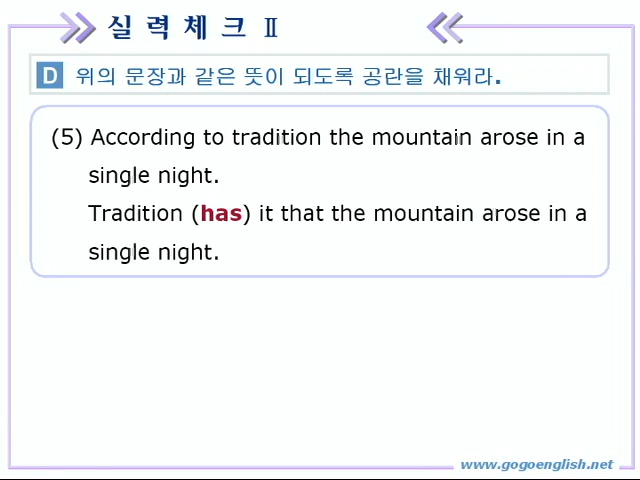 실 력 체 크 Ⅱ
D 위의 문장과 같은 뜻이 되도록 공란을 채워라.
(5) According to tradition the mountain arose in a
single night.
Tradition (has) it that the mountain arose in a
single night.
www.gogoenglish.net